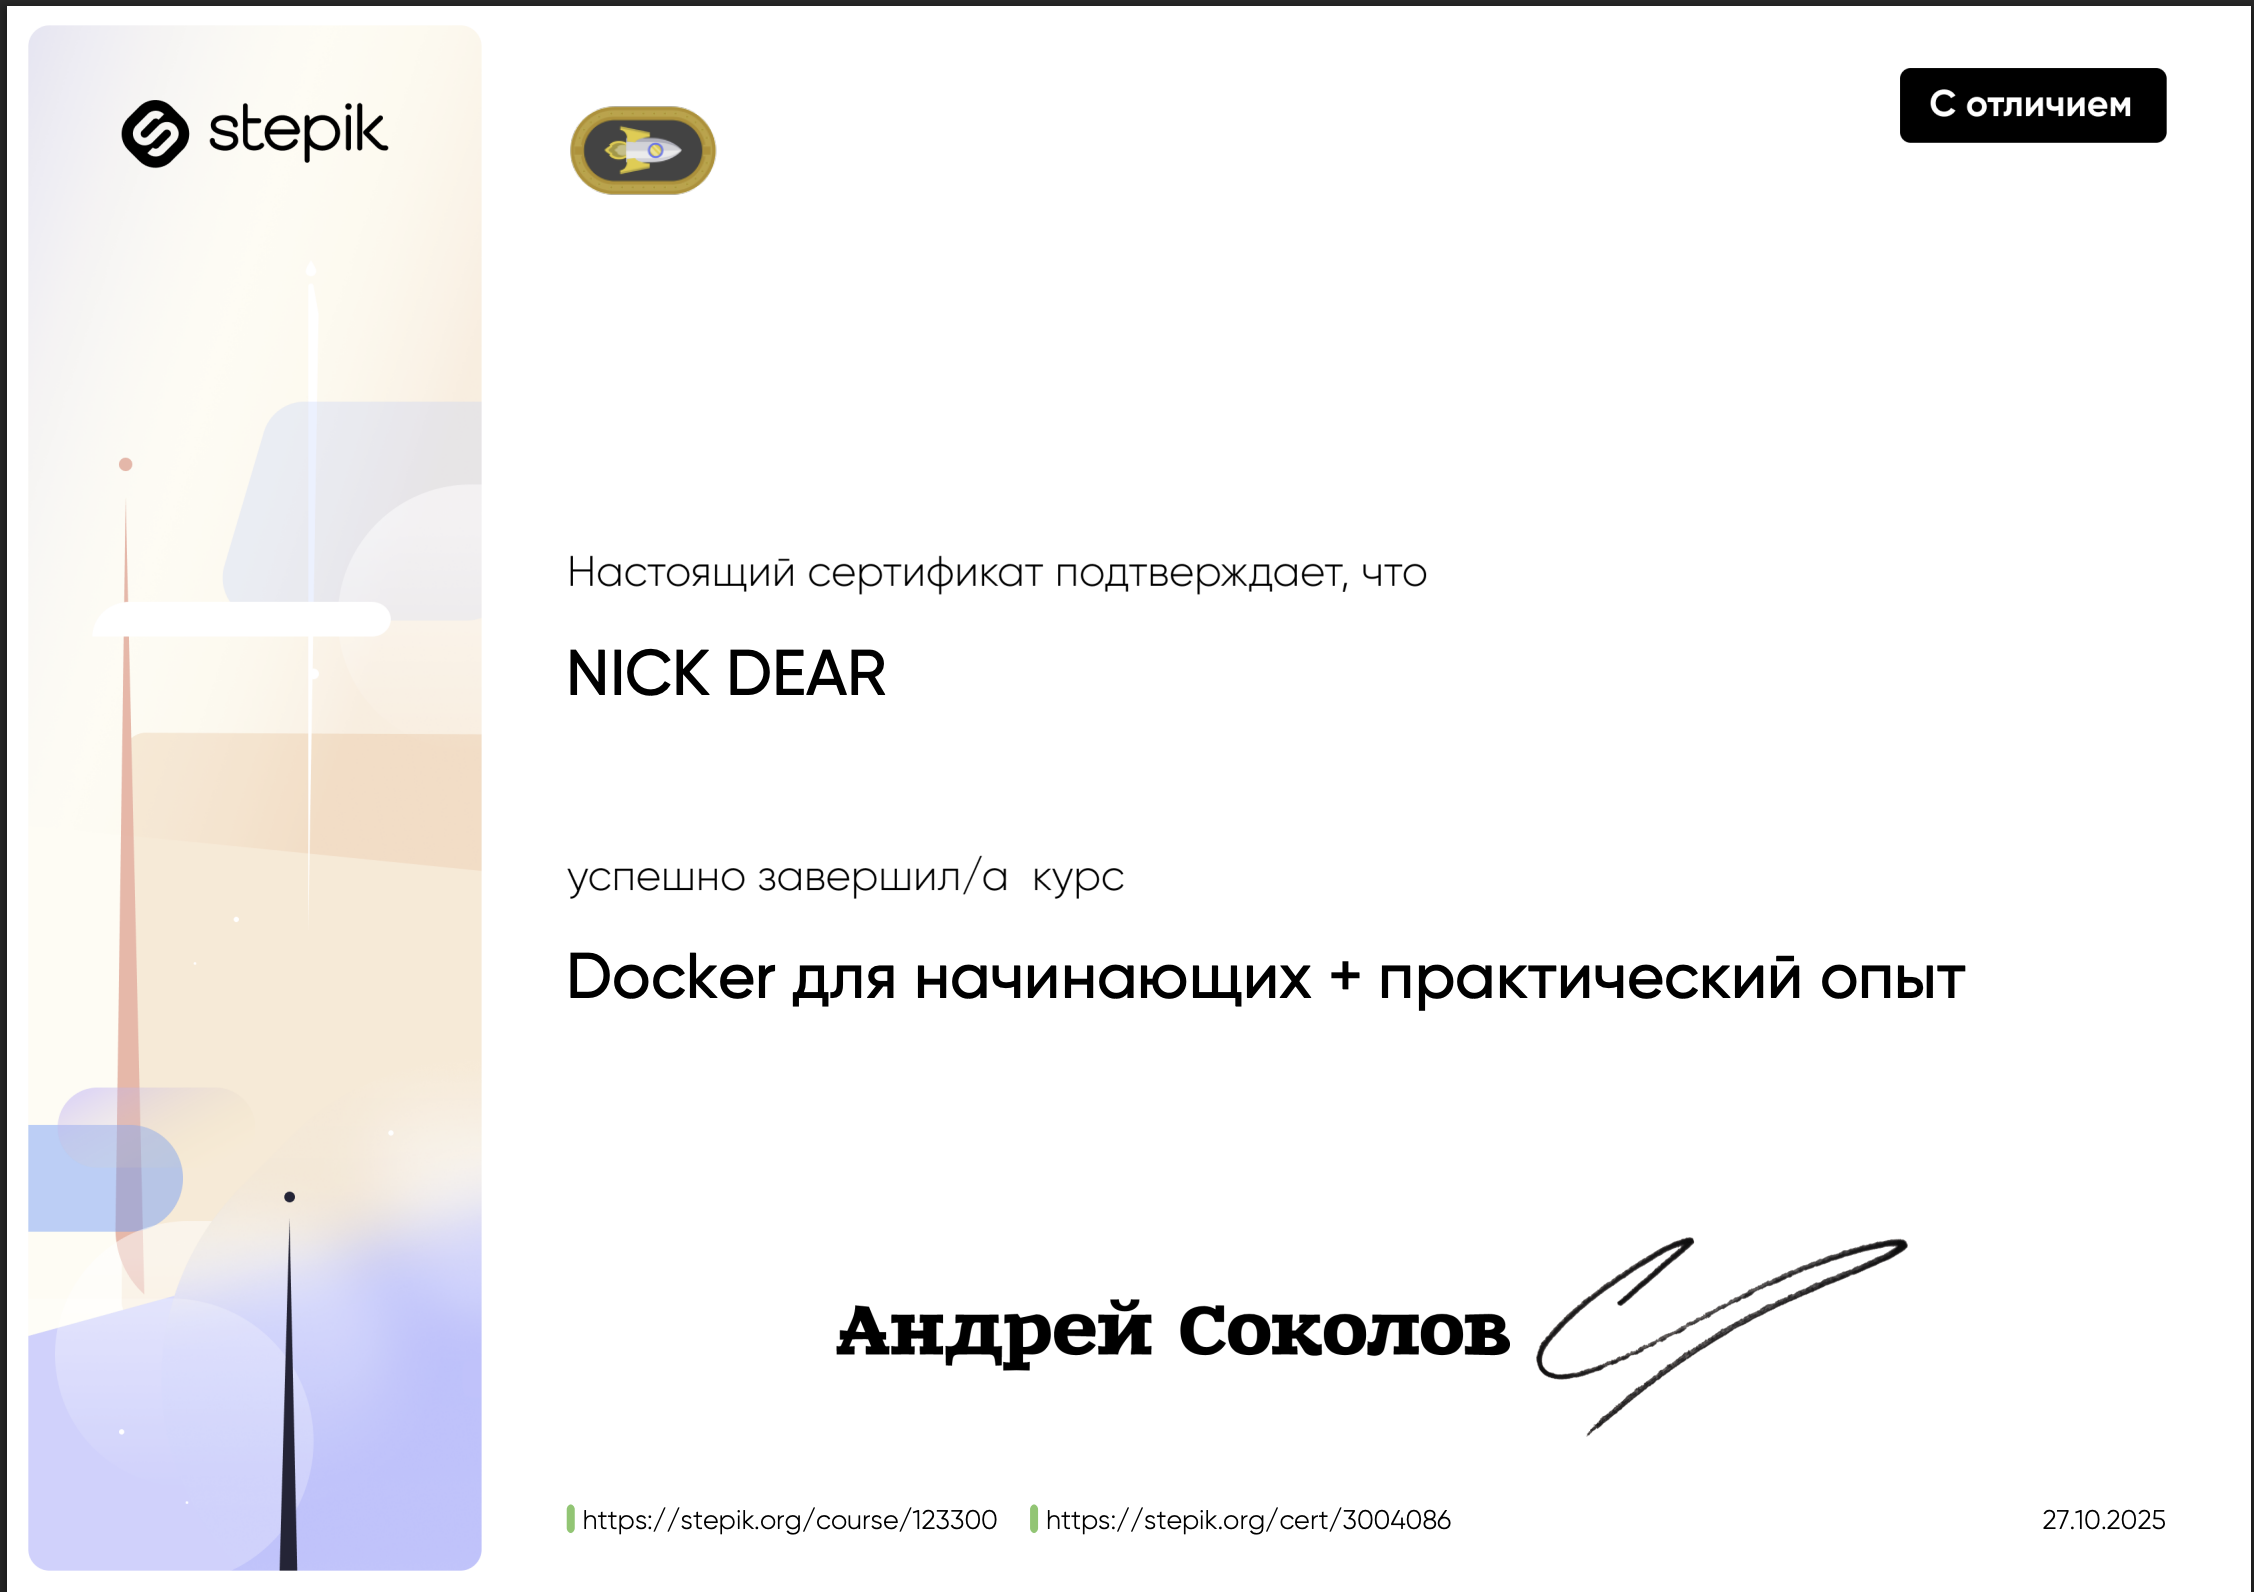 stepik
С отличием
Настоящий сертификат подтверждает, что
NICK DEAR
успешно завершил/а курс
Docker для начинающих + практический опыт
Андрей Соколов
https://stepik.org/course/123300 https://stepik.org/cert/3004086 27.10.2025